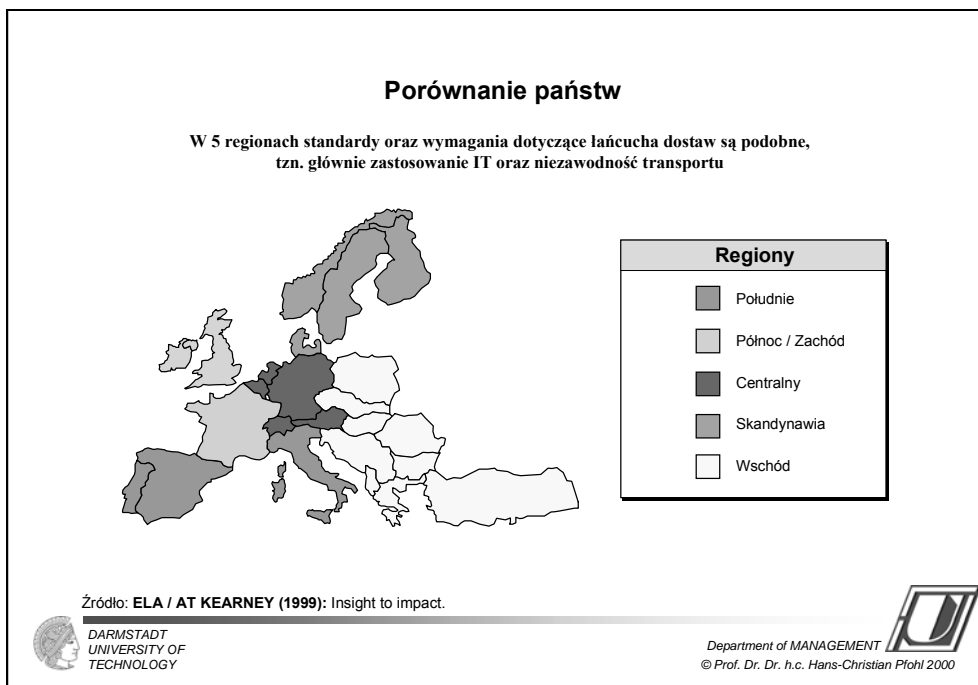 Porównanie państw
W 5 regionach standardy oraz wymagania dotyczące łańcucha dostaw są podobne,
tzn. głównie zastosowanie IT oraz niezawodność transportu
Regiony
Południe
Północ / Zachód
Centralny
Skandynawia
Wschód
Źródło: ELA / AT KEARNEY (1999): Insight to impact.
DARMSTADT
UNIVERSITY OF
TECHNOLOGY
Department of MANAGEMENT
© Prof. Dr. Dr. h.c. Hans-Christian Pfohl 2000